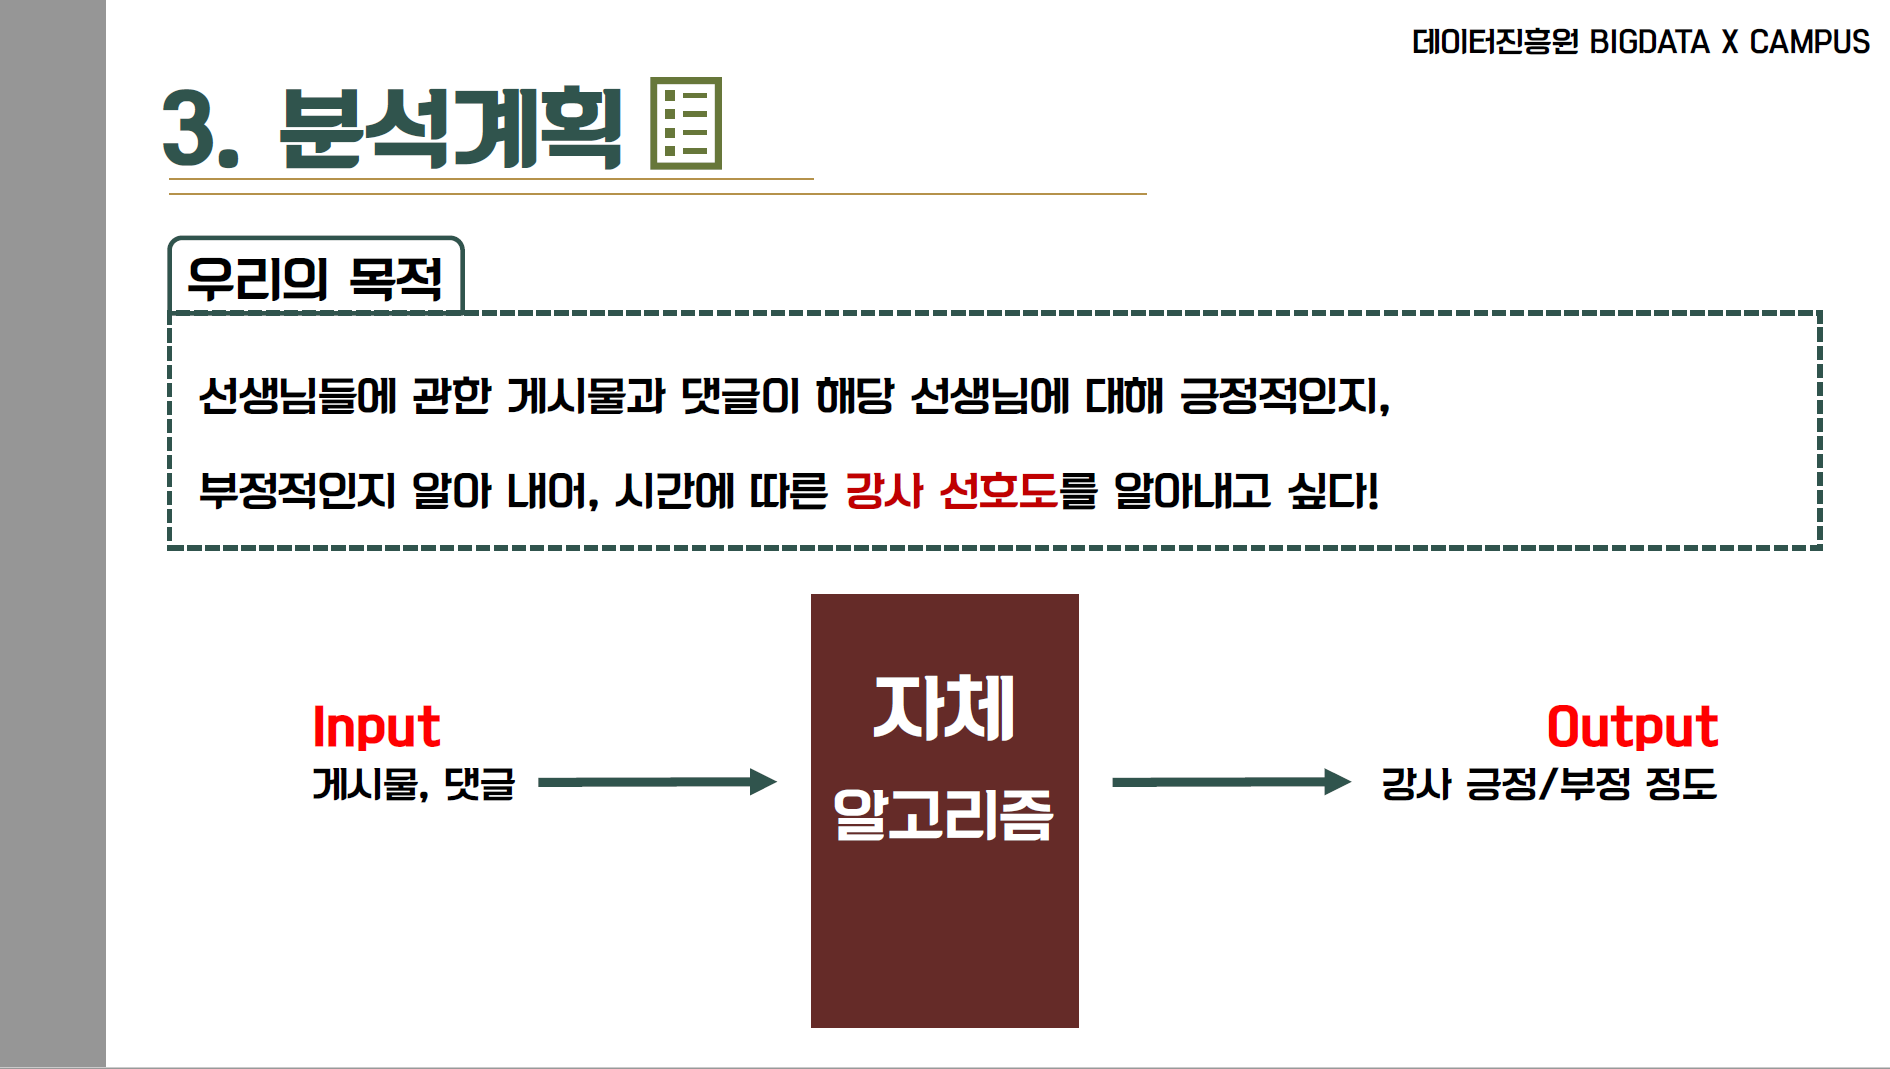 데이터진흥원 BIGDATA X CAMPUS
3. 분석계획
우리의 목적
선생님들에 관한 게시물과 댓글이 해당 선생님에 대해 긍정적인지,
부정적인지 알아 내어, 시간에 따른 강사 선호도를 알아내고 싶다!
자체
알고리즘
Input
게시물, 댓글
Output
강사 긍정/부정 정도